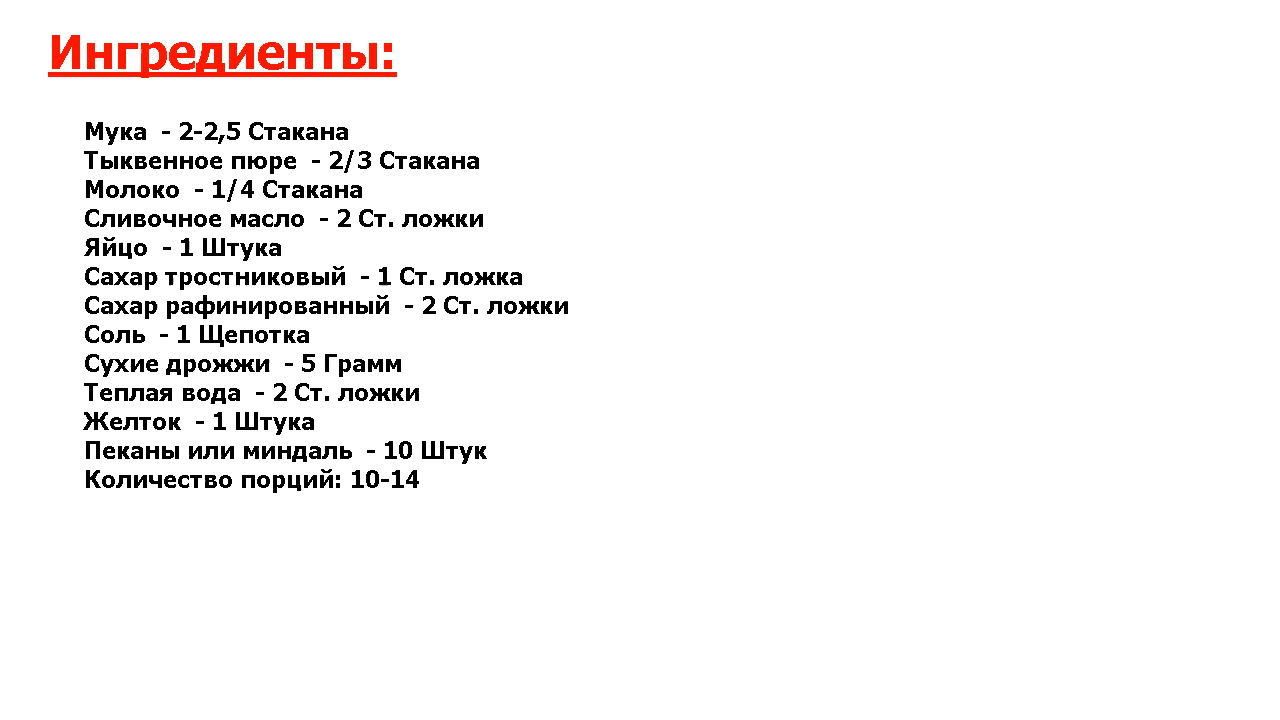 Ингредиенты:
Мука - 2-2,5 Стакана
Тыквенное пюре - 2/3 Стакана
Молоко - 1/4 Стакана
Сливочное масло - 2 Ст. ложки
Яйцо - 1 Штука
Сахар тростниковый - 1 Ст. ложка
Сахар рафинированный - 2 Ст. ложки
Соль - 1 Щепотка
Сухие дрожжи - 5 Грамм
Теплая вода - 2 Ст. ложки
Желток - 1 Штука
Пеканы или миндаль - 10 Штук
Количество порций: 10-14